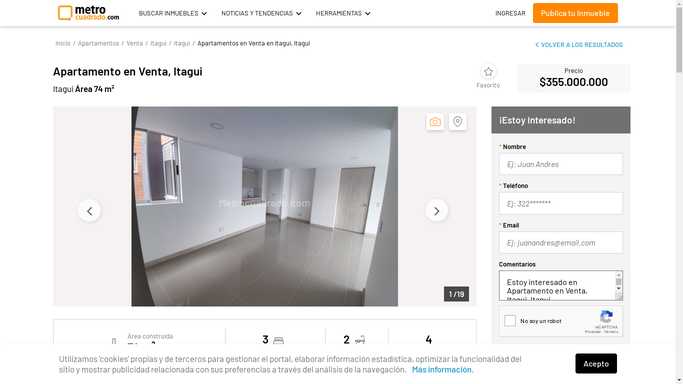 metro
cuadrado.com
BUSCAR INMUEBLES
NOTICIAS Y TENDENCIAS
HERRAMIENTAS
INGRESAR
Publica tu Inmueble
Inicio / Apartamentos / Venta / Itagui / Itagui / Apartamentos en Venta en Itagui, Itagui
VOLVER A LOS RESULTADOS
Apartamento en Venta, Itagui
Itagui Área 74 m²
Favorito
Precio
$355.000.000
Metrocuadrado.com
1 /19
¡Estoy Interesado!
* Nombre
Ej: Juan Andres
* Teléfono
Ej: 322*******
* Email
Ej: juanandres@email.com
Comentarios
Estoy interesado en
Apartamento en Venta,
Itagui, Itagui
No soy un robot
reCAPTCHA
Privacidad - Términos
Área construida
3
2
4
Utilizamos 'cookies' propias y de terceros para gestionar el portal, elaborar información estadística, optimizar la funcionalidad del
sitio y mostrar publicidad relacionada con sus preferencias a través del análisis de la navegación. Más información.
Acepto